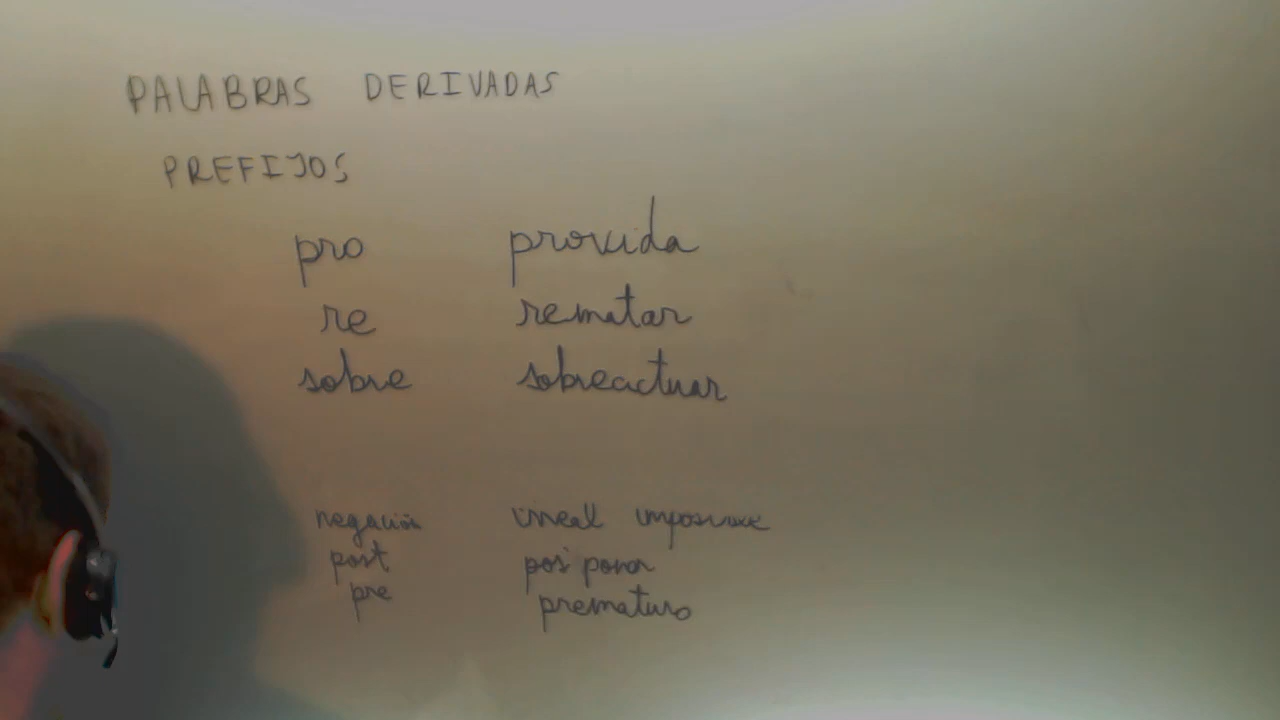 PALABRAS DERIVADAS
PREFIJOS
pro provida
re rematar
sobre sobreactuar
negación irreal imposible
post posponer
pre prematuro